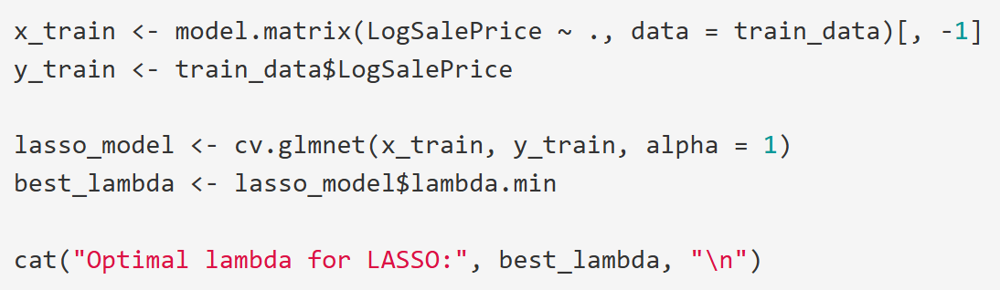 x_train <- model.matrix(LogSalePrice ~ ., data = train_data)[, -1]
y_train <- train_data$LogSalePrice
lasso_model <- cv.glmnet(x_train, y_train, alpha = 1)
best_lambda <- lasso_model$lambda.min
cat("Optimal lambda for LASSO:", best_lambda, "\n")